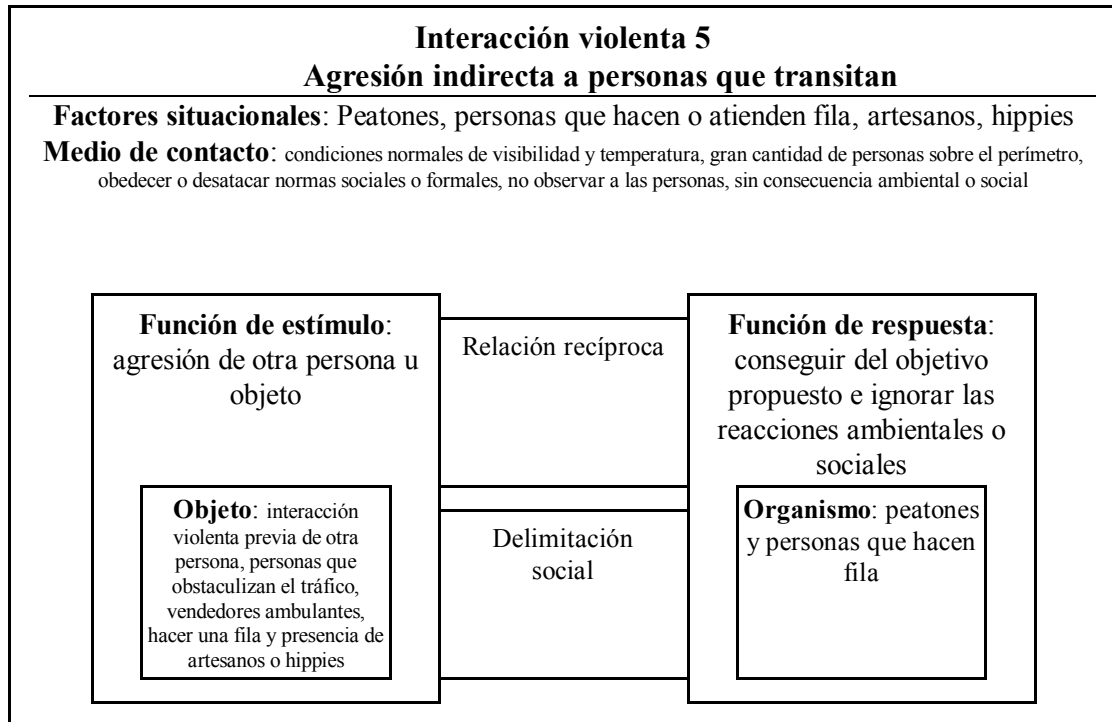 Interacción violenta 5
Agresión indirecta a personas que transitan
Factores situacionales: Peatones, personas que hacen o atienden fila, artesanos, hippies
Medio de contacto: condiciones normales de visibilidad y temperatura, gran cantidad de personas sobre el perímetro,
obedecer o desatacar normas sociales o formales, no observar a las personas, sin consecuencia ambiental o social
Función de estímulo:
agresión de otra persona u
objeto
Objeto: interacción
violenta previa de otra
persona, personas que
obstaculizan el tráfico,
vendedores ambulantes,
hacer una fila y presencia de
artesanos o hippies
Relación recíproca
Delimitación
social
Función de respuesta:
conseguir del objetivo
propuesto e ignorar las
reacciones ambientales o
sociales
Organismo: peatones
y personas que hacen
fila